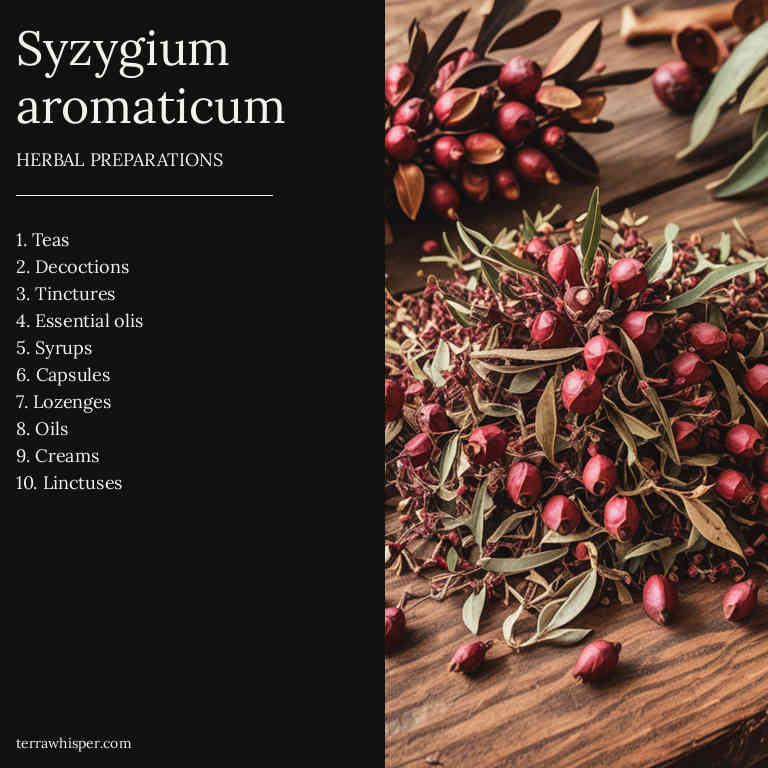 Syzygium
aromaticum
HERBAL PREPARATIONS
1. Teas
2. Decoctions
3. Tinctures
4. Essential olis
5. Syrups
6. Capsules
7. Lozenges
8. Oils
9. Creams
10. Linctuses
terrawhisper.com